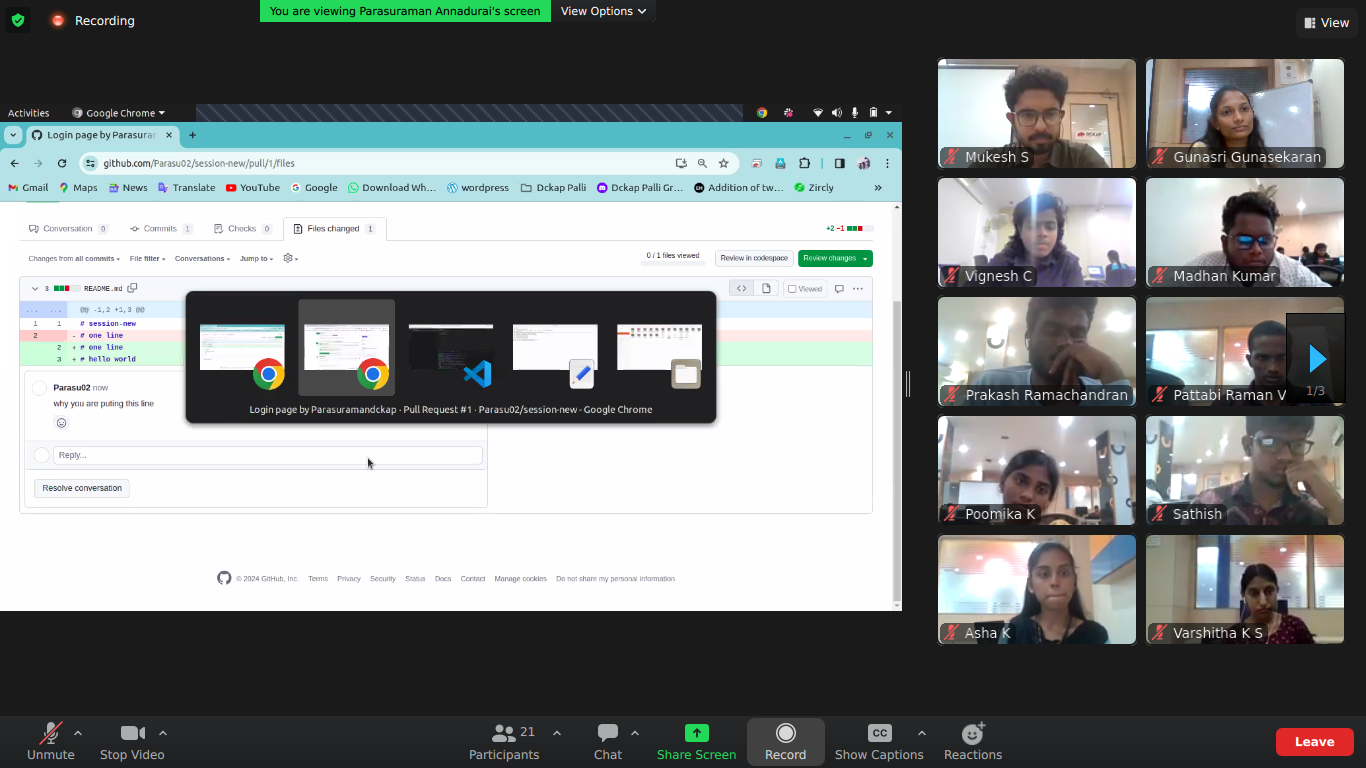 Recording
You are viewing Parasuraman Annadurai's screen
View Options
View
Activities
Google Chrome
Login page by Parasuram
github.com/Parasu02/session-new/pull/1/files
Gmail
Maps
News
Translate
YouTube
Google
Download Wh...
wordpress
Dckap Palli
Dckap Palli Gr...
Addition of tw...
Zircly
»
Conversation 0
Commits 1
Checks 0
Files changed 1
+2 −1
Changes from all commits
File filter
Conversations
Jump to
0 / 1 files viewed
Review in codespace
Review changes
3 README.md
Viewed
... ... @@ -1,2 +1,3 @@
1 1 # session-new
2 - # one line
2 + # one line
3 + # hello world
Parasu02 now
why you are puting this line
Reply...
Resolve conversation
Login page by Parasuramandckap · Pull Request #1 · Parasu02/session-new - Google Chrome
© 2024 GitHub, Inc.
Terms
Privacy
Security
Status
Docs
Contact
Manage cookies
Do not share my personal information
Mukesh S
Gunasri Gunasekaran
Vignesh C
Madhan Kumar
Prakash Ramachandran
Pattabi Raman V
1/3
Poomika K
Sathish
Asha K
Varshitha K S
Unmute
Stop Video
Participants
21
Chat
Share Screen
Record
CC
Show Captions
Reactions
Leave